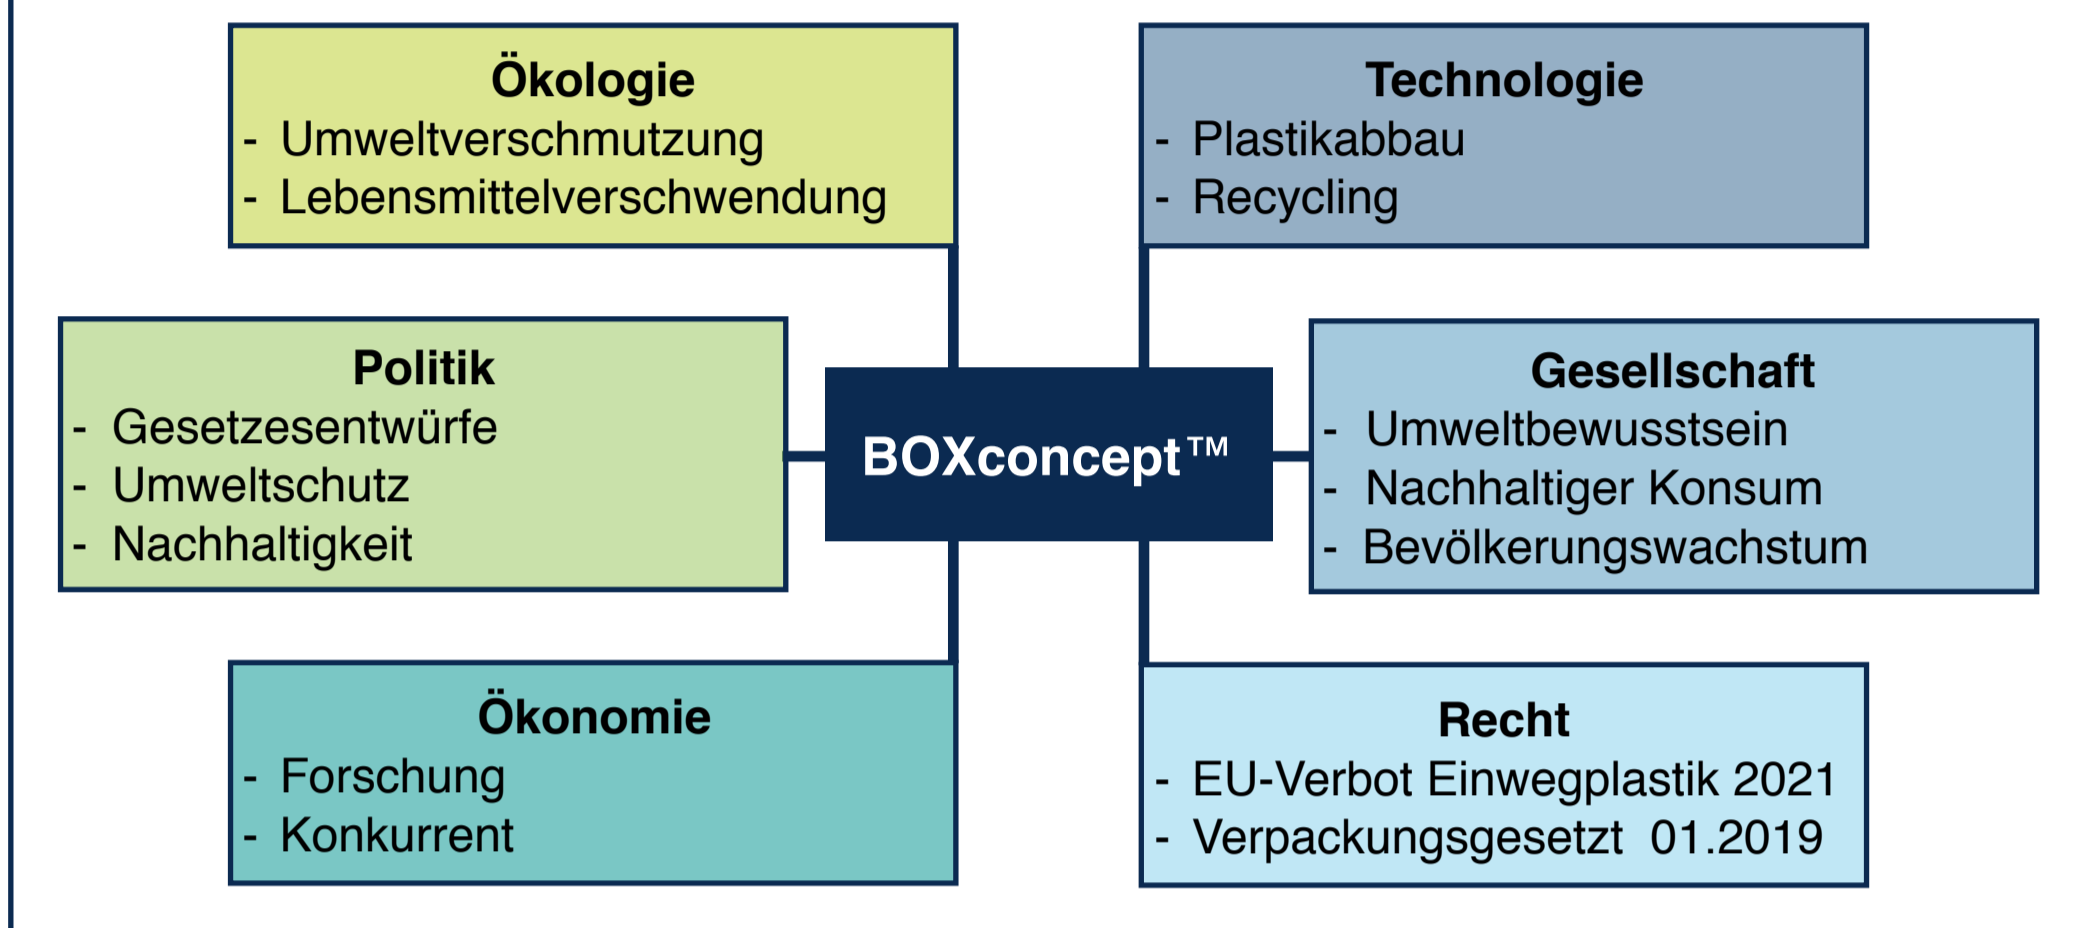 Ökologie
- Umweltverschmutzung
- Lebensmittelverschwendung
Technologie
- Plastikabbau
- Recycling
Politik
- Gesetzesentwürfe
- Umweltschutz
- Nachhaltigkeit
BOXconcept™
Gesellschaft
- Umweltbewusstsein
- Nachhaltiger Konsum
- Bevölkerungswachstum
Ökonomie
- Forschung
- Konkurrent
Recht
- EU-Verbot Einwegplastik 2021
- Verpackungsgesetzt 01.2019